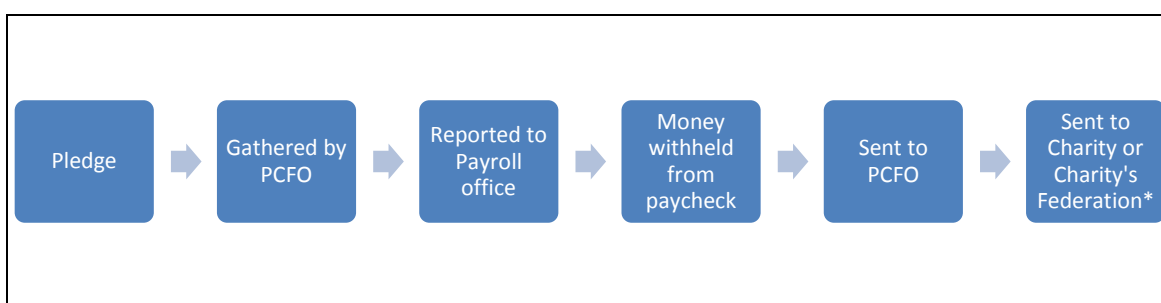 Pledge
Gathered by
PCFO
Reported to
Payroll
office
Money
withheld
from
paycheck
Sent to
PCFO
Sent to
Charity or
Charity's
Federation*